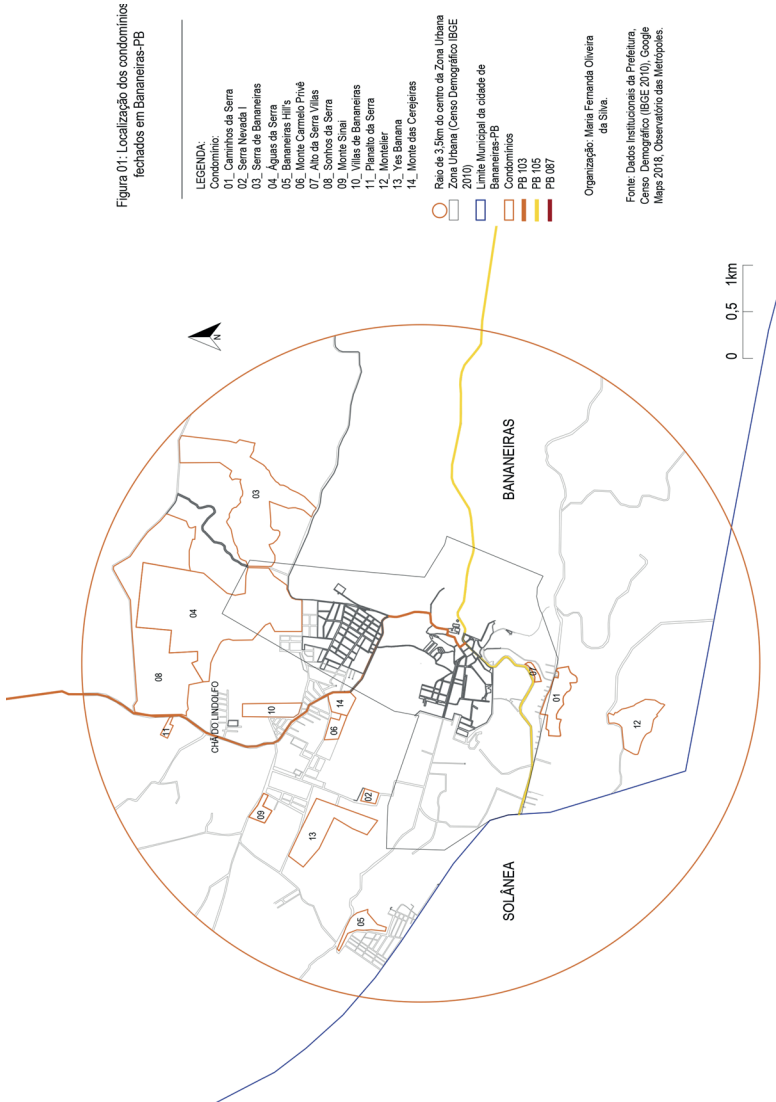 Figura 01: Localização dos condomínios
fechados em Bananeiras-PB
LEGENDA:
Condomínio:
01_ Caminhos da Serra
02_ Serra Nevada I
03_ Serra de Bananeiras
04_ Águas da Serra
05_ Bananeiras Hill's
06_ Monte Carmelo Privê
07_ Alto da Serra Villas
08_ Sonhos da Serra
09_ Monte Sinai
10_ Villas de Bananeiras
11_ Planalto da Serra
12_ Montelier
13_ Yes Banana
14_ Monte das Cerejeiras
Raio de 3,5km do centro da Zona Urbana
Zona Urbana (Censo Demográfico IBGE
2010)
Limite Municipal da cidade de
Bananeiras-PB
Condomínios
PB 103
PB 105
PB 087
Organização: Maria Fernanda Oliveira
da Silva.
Fonte: Dados Institucionais da Prefeitura,
Censo Demográfico (IBGE 2010), Google
Maps 2018, Observatório das Metrópoles.
N
0
0,5
1km
BANANEIRAS
SOLÂNEA
CHÃ DO LINDOLFO
03
04
08
11
10
14
06
09
13
02
05
07
01
12